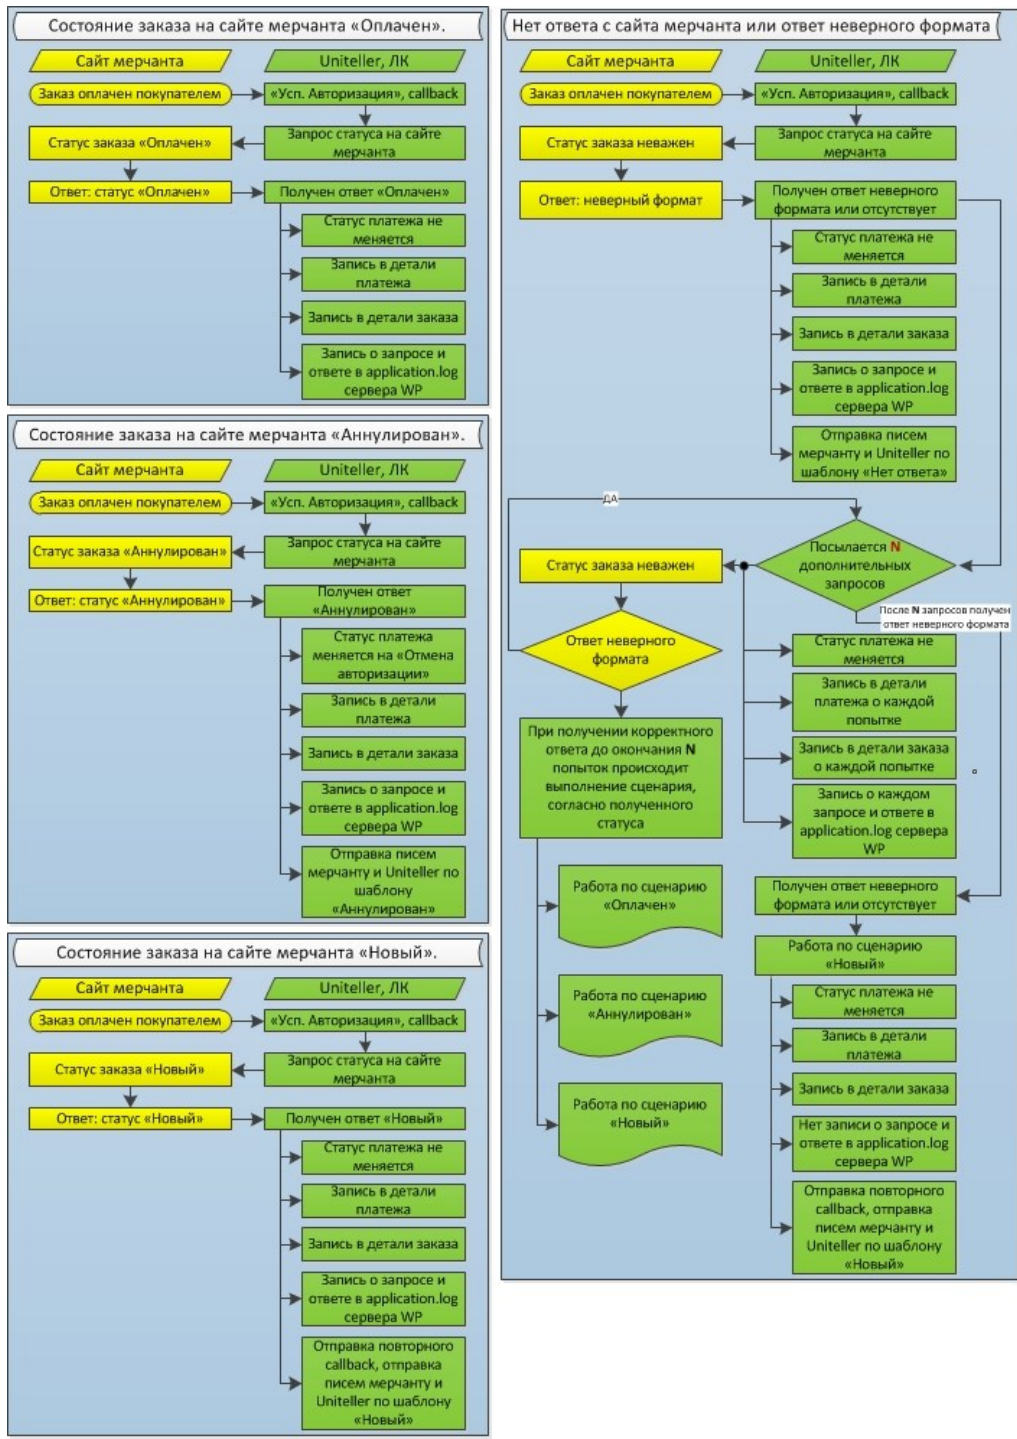 Состояние заказа на сайте мерчанта «Оплачен».
Сайт мерчанта
Uniteller, ЛК
Заказ оплачен покупателем
«Усп. Авторизация», callback
Статус заказа «Оплачен»
Запрос статуса на сайте
мерчанта
Ответ: статус «Оплачен»
Получен ответ «Оплачен»
Статус платежа не
меняется
Запись в детали
платежа
Запись в детали заказа
Запись о запросе и
ответе в application.log
сервера WP
Состояние заказа на сайте мерчанта «Аннулирован».
Сайт мерчанта
Uniteller, ЛК
Заказ оплачен покупателем
«Усп. Авторизация», callback
Статус заказа «Аннулирован»
Запрос статуса на сайте
мерчанта
Ответ: статус «Аннулирован»
Получен ответ
«Аннулирован»
Статус платежа
меняется на «Отмена
авторизации»
Запись в детали
платежа
Запись в детали заказа
Запись о запросе и
ответе в application.log
сервера WP
Отправка писем
мерчанту и Uniteller по
шаблону
«Аннулирован»
Состояние заказа на сайте мерчанта «Новый».
Сайт мерчанта
Uniteller, ЛК
Заказ оплачен покупателем
«Усп. Авторизация», callback
Статус заказа «Новый»
Запрос статуса на сайте
мерчанта
Ответ: статус «Новый»
Получен ответ «Новый»
Статус платежа не
меняется
Запись в детали
платежа
Запись в детали заказа
Запись о запросе и
ответе в application.log
сервера WP
Отправка повторного
callback, отправка
писем мерчанту и
Uniteller по шаблону
«Новый»
Нет ответа с сайта мерчанта или ответ неверного формата
Сайт мерчанта
Uniteller, ЛК
Заказ оплачен покупателем
«Усп. Авторизация», callback
Статус заказа неважен
Запрос статуса на сайте
мерчанта
Ответ: неверный формат
Получен ответ неверного
формата или отсутствует
Статус платежа не
меняется
Запись в детали
платежа
Запись в детали заказа
Запись о запросе и
ответе в application.log
сервера WP
Отправка писем
мерчанту и Uniteller по
шаблону «Нет ответа»
ДА
Посылается N
дополнительных
запросов
Статус заказа неважен
После N запросов получен
ответ неверного формата
Ответ неверного
формата
Статус платежа не
меняется
Запись в детали
платежа о каждой
попытке
Запись в детали заказа
о каждой попытке
Запись о каждом
запросе и ответе в
application.log сервера
WP
При получении корректного
ответа до окончания N
попыток происходит
выполнение сценария,
согласно полученного
статуса
Работа по сценарию
«Оплачен»
Работа по сценарию
«Аннулирован»
Работа по сценарию
«Новый»
Получен ответ неверного
формата или отсутствует
Работа по сценарию
«Новый»
Статус платежа не
меняется
Запись в детали
платежа
Запись в детали заказа
Нет записи о запросе и
ответе в application.log
сервера WP
Отправка повторного
callback, отправка
писем мерчанту и
Uniteller по шаблону
«Новый»